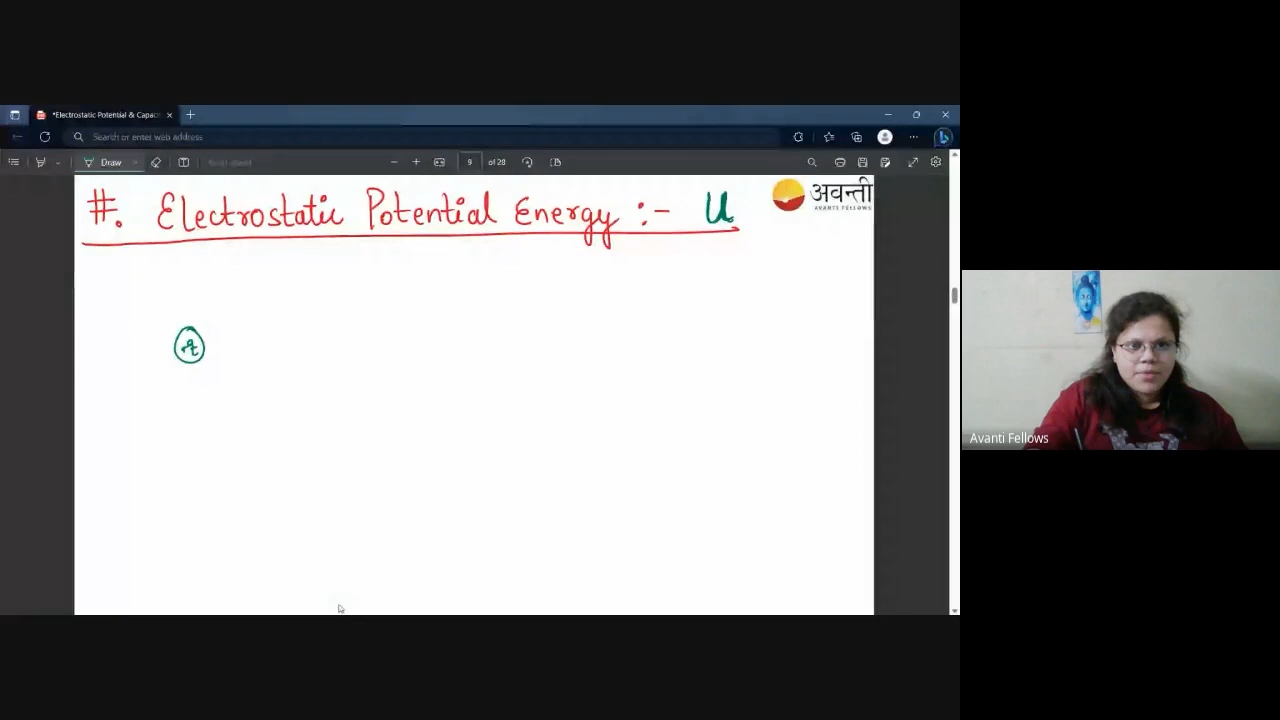 *Electrostatic Potential & Capac
Search or enter web address
Draw
9 of 28
#. Electrostatic Potential Energy :- U
अवन्ती
AVANTI FELLOWS
Avanti Fellows